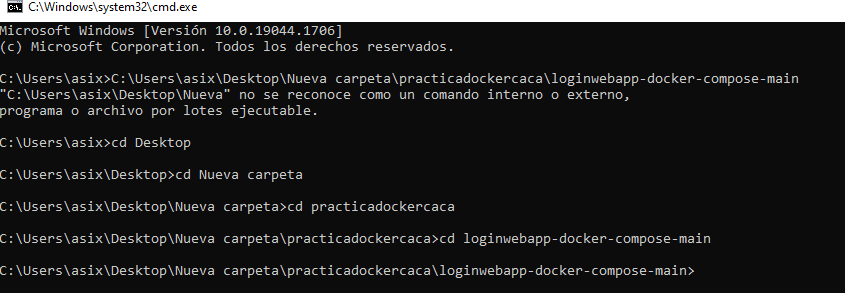 C:\Windows\system32\cmd.exe
Microsoft Windows [Versión 10.0.19044.1706]
(c) Microsoft Corporation. Todos los derechos reservados.
C:\Users\asix>C:\Users\asix\Desktop\Nueva carpeta\practicadockercaca\loginwebapp-docker-compose-main
"C:\Users\asix\Desktop\Nueva" no se reconoce como un comando interno o externo,
programa o archivo por lotes ejecutable.
C:\Users\asix>cd Desktop
C:\Users\asix\Desktop>cd Nueva carpeta
C:\Users\asix\Desktop\Nueva carpeta>cd practicadockercaca
C:\Users\asix\Desktop\Nueva carpeta\practicadockercaca>cd loginwebapp-docker-compose-main
C:\Users\asix\Desktop\Nueva carpeta\practicadockercaca\loginwebapp-docker-compose-main>